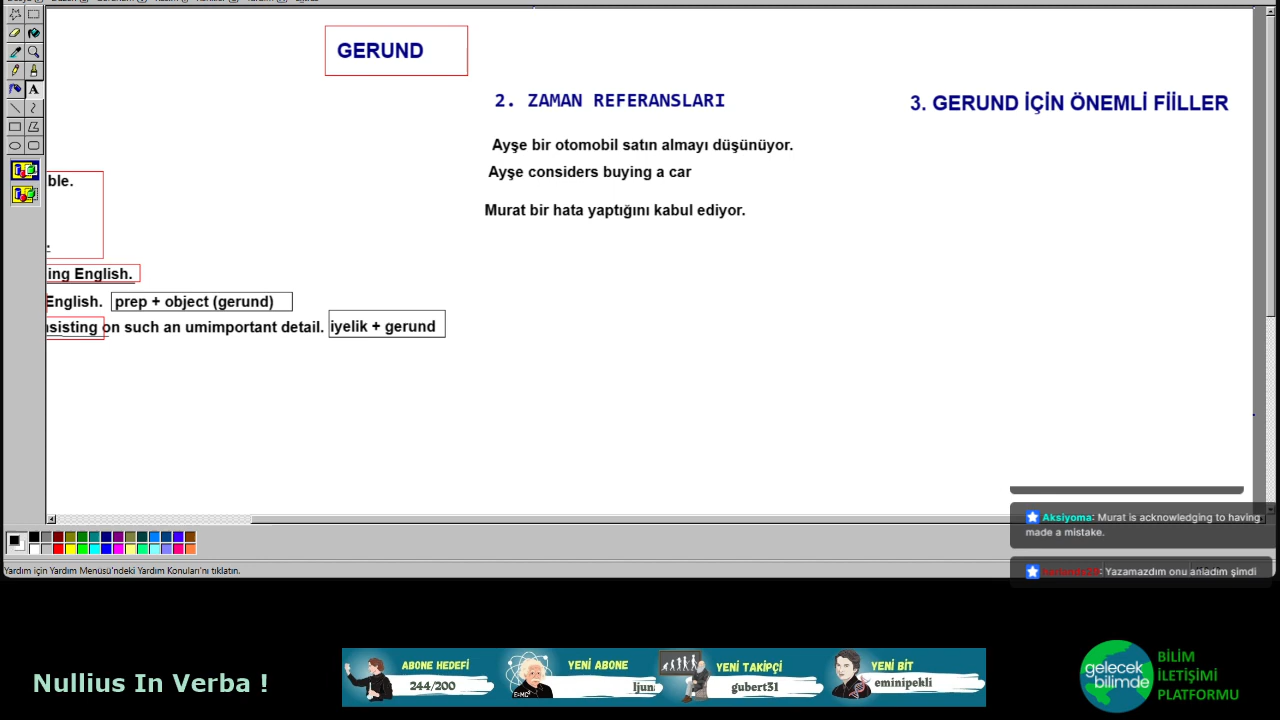 GERUND
2. ZAMAN REFERANSLARI
3. GERUND İÇİN ÖNEMLİ FİİLLER
Ayşe bir otomobil satın almayı düşünüyor.
Ayşe considers buying a car
Murat bir hata yaptığını kabul ediyor.
ble.
ing English.
English. prep + object (gerund)
nsisting on such an umimportant detail. iyelik + gerund
Aksiyoma: Murat is acknowledging to having
made a mistake.
Yazamazdım onu anladım şimdi
Yardım için Yardım Menüsü'ndeki Yardım Konuları'nı tıklatın.
Nullius In Verba !
ABONE HEDEFİ
244/200
E=MC²
YENİ ABONE
ljun
YENİ TAKİPÇİ
gubert31
YENİ BİT
eminipekli
gelecek
bilimde
BİLİM
İLETİŞİMİ
PLATFORMU